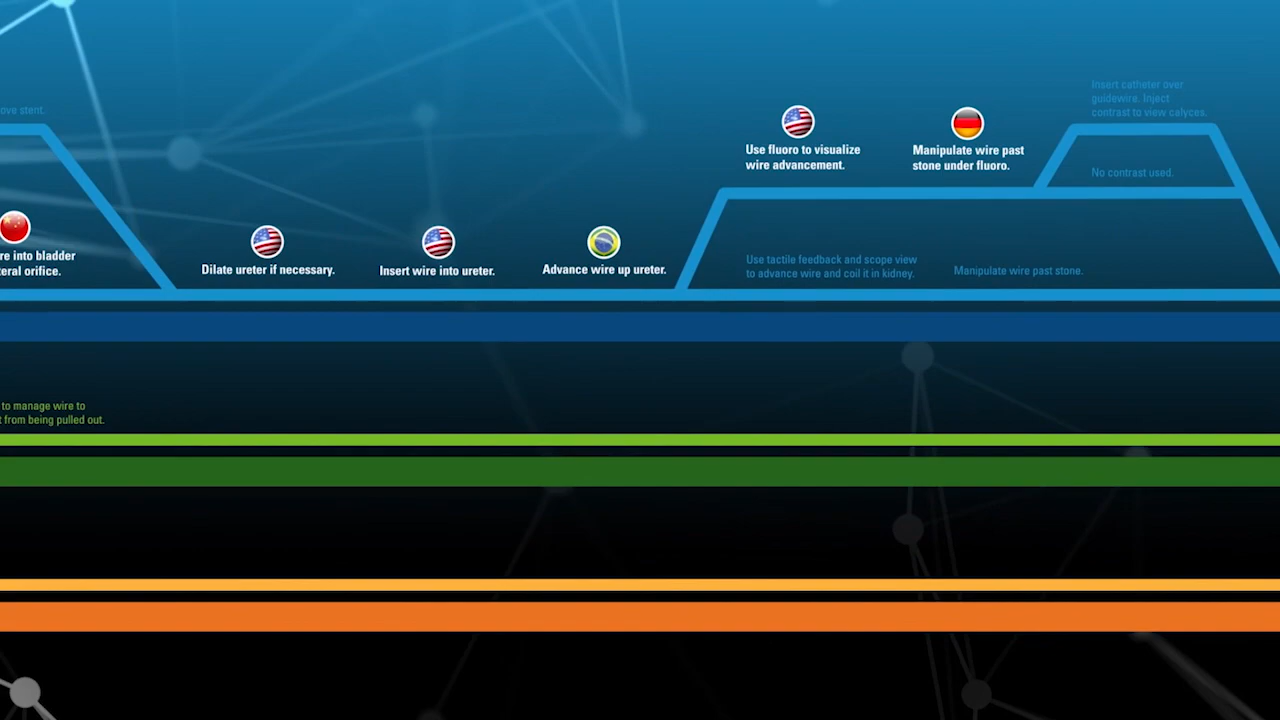 ove stent.
re into bladder
teral orifice.
Dilate ureter if necessary.
Insert wire into ureter.
Advance wire up ureter.
Use fluoro to visualize
wire advancement.
Manipulate wire past
stone under fluoro.
Insert catheter over
guidewire. Inject
contrast to view calyces.
No contrast used.
Use tactile feedback and scope view
to advance wire and coil it in kidney.
Manipulate wire past stone.
to manage wire to
t from being pulled out.